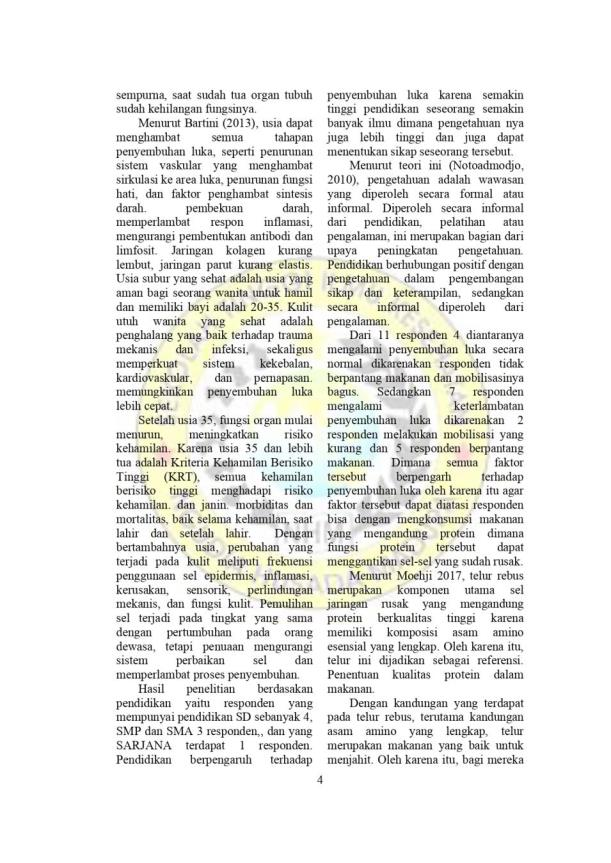 sempurna, saat sudah tua organ tubuh
sudah kehilangan fungsinya.
Menurut Bartini (2013), usia dapat
menghambat semua tahapan
penyembuhan luka, seperti penurunan
sistem vaskular yang menghambat
sirkulasi ke area luka, penurunan fungsi
hati, dan faktor penghambat sintesis
darah. pembekuan darah,
memperlambat respon inflamasi,
mengurangi pembentukan antibodi dan
limfosit. Jaringan kolagen kurang
lembut, jaringan parut kurang elastis.
Usia subur yang sehat adalah usia yang
aman bagi seorang wanita untuk hamil
dan memiliki bayi adalah 20-35. Kulit
utuh wanita yang sehat adalah
penghalang yang baik terhadap trauma
mekanis dan infeksi, sekaligus
memperkuat sistem kekebalan,
kardiovaskular, dan pernapasan.
memungkinkan penyembuhan luka
lebih cepat.
Setelah usia 35, fungsi organ mulai
menurun, meningkatkan risiko
kehamilan. Karena usia 35 dan lebih
tua adalah Kriteria Kehamilan Berisiko
Tinggi (KRT), semua kehamilan
berisiko tinggi menghadapi risiko
kehamilan. dan janin. morbiditas dan
mortalitas, baik selama kehamilan, saat
lahir dan setelah lahir. Dengan
bertambahnya usia, perubahan yang
terjadi pada kulit meliputi frekuensi
penggunaan sel epidermis, inflamasi,
kerusakan, sensorik, perlindungan
mekanis, dan fungsi kulit. Pemulihan
sel terjadi pada tingkat yang sama
dengan pertumbuhan pada orang
dewasa, tetapi penuaan mengurangi
sistem perbaikan sel dan
memperlambat proses penyembuhan.
Hasil penelitian berdasakan
pendidikan yaitu responden yang
mempunyai pendidikan SD sebanyak 4,
SMP dan SMA 3 responden,, dan yang
SARJANA terdapat 1 responden.
Pendidikan berpengaruh terhadap
penyembuhan luka karena semakin
tinggi pendidikan seseorang semakin
banyak ilmu dimana pengetahuan nya
juga lebih tinggi dan juga dapat
menentukan sikap seseorang tersebut.
Menurut teori ini (Notoadmodjo,
2010), pengetahuan adalah wawasan
yang diperoleh secara formal atau
informal. Diperoleh secara informal
dari pendidikan, pelatihan atau
pengalaman, ini merupakan bagian dari
upaya peningkatan pengetahuan.
Pendidikan berhubungan positif dengan
pengetahuan dalam pengembangan
sikap dan keterampilan, sedangkan
secara informal diperoleh dari
pengalaman.
Dari 11 responden 4 diantaranya
mengalami penyembuhan luka secara
normal dikarenakan responden tidak
berpantang makanan dan mobilisasinya
bagus. Sedangkan 7 responden
mengalami keterlambatan
penyembuhan luka dikarenakan 2
responden melakukan mobilisasi yang
kurang dan 5 responden berpantang
makanan. Dimana semua faktor
tersebut berpengarh terhadap
penyembuhan luka oleh karena itu agar
faktor tersebut dapat diatasi responden
bisa dengan mengkonsumsi makanan
yang mengandung protein dimana
fungsi protein tersebut dapat
menggantikan sel-sel yang sudah rusak.
Menurut Moehji 2017, telur rebus
merupakan komponen utama sel
jaringan rusak yang mengandung
protein berkualitas tinggi karena
memiliki komposisi asam amino
esensial yang lengkap. Oleh karena itu,
telur ini dijadikan sebagai referensi.
Penentuan kualitas protein dalam
makanan.
Dengan kandungan yang terdapat
pada telur rebus, terutama kandungan
asam amino yang lengkap, telur
merupakan makanan yang baik untuk
menjahit. Oleh karena itu, bagi mereka
4